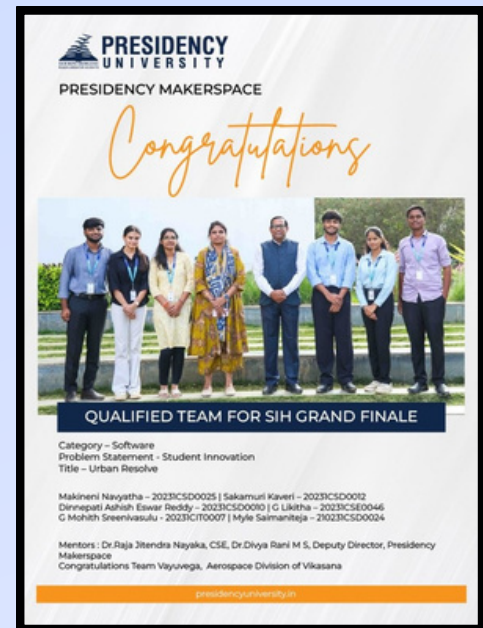 PRESIDENCY
UNIVERSITY
PRESIDENCY MAKERSPACE
Congratulations
QUALIFIED TEAM FOR SIH GRAND FINALE
Category – Software
Problem Statement - Student Innovation
Title – Urban Resolve
Makineni Navyatha – 20231CSD0025 | Sakamuri Kaveri – 20231CSD0012
Dinnepati Ashish Eswar Reddy – 20231CSD0010 | G Likitha – 20231CSE0046
G Mohith Sreenivasulu - 20231CIT0007 | Myle Saimaniteja – 210231CSD0024
Mentors : Dr.Raja Jitendra Nayaka, CSE, Dr.Divya Rani M S, Deputy Director, Presidency
Makerspace
Congratulations Team Vayuvega, Aerospace Division of Vikasana
presidencyuniversity.in